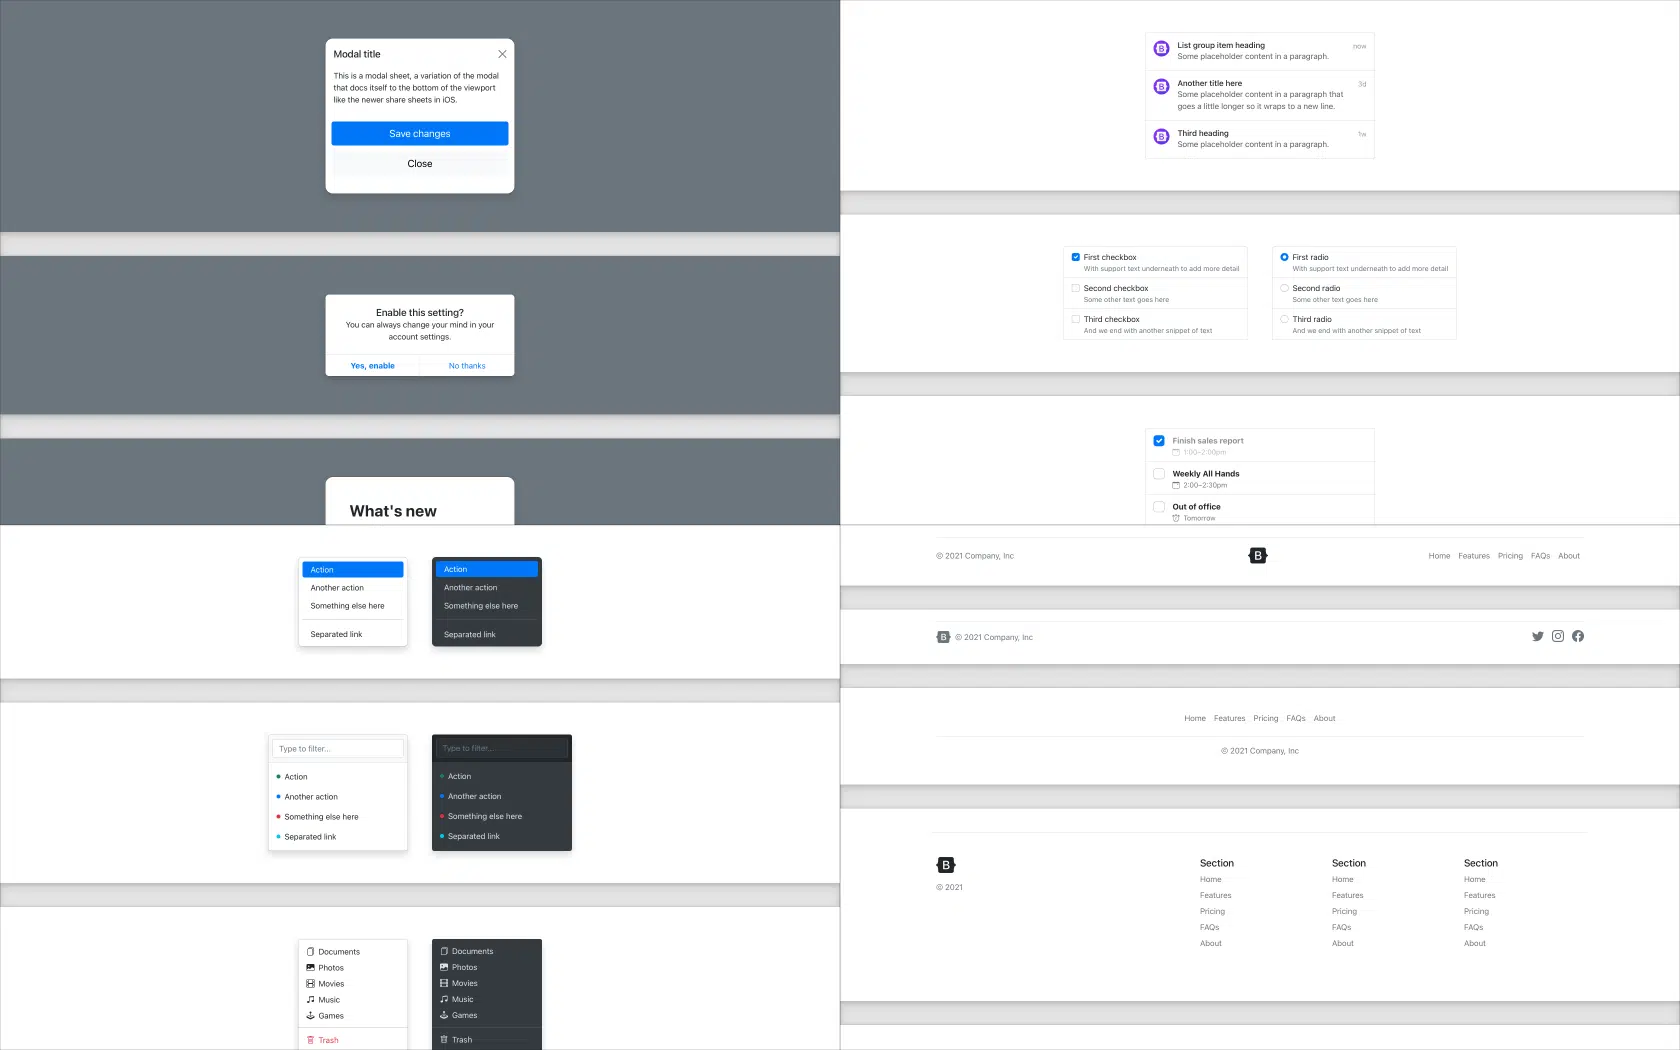 Modal title
This is a modal sheet, a variation of the modal
that docs itself to the bottom of the viewport
like the newer share sheets in iOS.
Save changes
Close
Enable this setting?
You can always change your mind in your
account settings.
Yes, enable
No thanks
What's new
List group item heading
now
Some placeholder content in a paragraph.
Another title here
3d
Some placeholder content in a paragraph that
goes a little longer so it wraps to a new line.
Third heading
1w
Some placeholder content in a paragraph.
First checkbox
With support text underneath to add more detail
Second checkbox
Some other text goes here
Third checkbox
And we end with another snippet of text
First radio
With support text underneath to add more detail
Second radio
Some other text goes here
Third radio
And we end with another snippet of text
Finish sales report
1:00–2:00pm
Weekly All Hands
2:00–2:30pm
Out of office
Tomorrow
Action
Another action
Something else here
Separated link
Action
Another action
Something else here
Separated link
Type to filter...
Action
Another action
Something else here
Separated link
Type to filter...
Action
Another action
Something else here
Separated link
Documents
Photos
Movies
Music
Games
Trash
Documents
Photos
Movies
Music
Games
Trash
© 2021 Company, Inc
B
Home Features Pricing FAQs About
B © 2021 Company, Inc
Home Features Pricing FAQs About
© 2021 Company, Inc
B
© 2021
Section
Home
Features
Pricing
FAQs
About
Section
Home
Features
Pricing
FAQs
About
Section
Home
Features
Pricing
FAQs
About